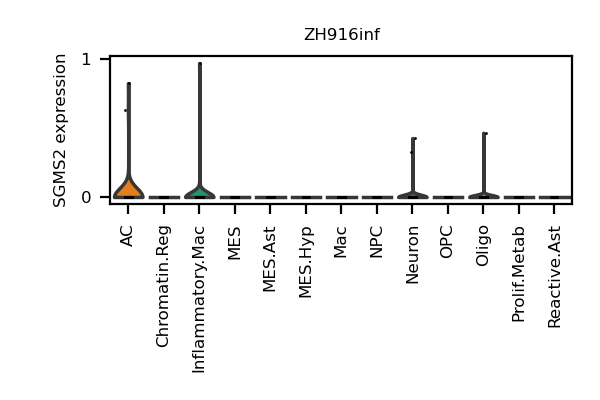 ZH916inf
SGMS2 expression
1
0
AC
Chromatin.Reg
Inflammatory.Mac
MES
MES.Ast
MES.Hyp
Mac
NPC
Neuron
OPC
Oligo
Prolif.Metab
Reactive.Ast